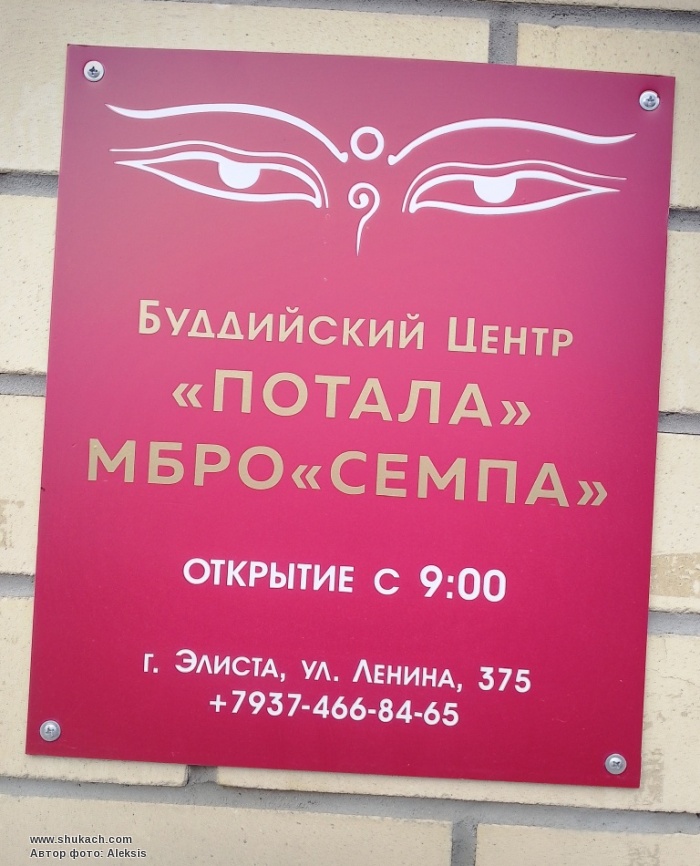 Буддийский Центр
«ПОТАЛА»
МБРО«СЕМПА»
ОТКРЫТИЕ С 9:00
г. Элиста, ул. Ленина, 375
+7937-466-84-65
www.shukach.com
Автор фото: Aleksis